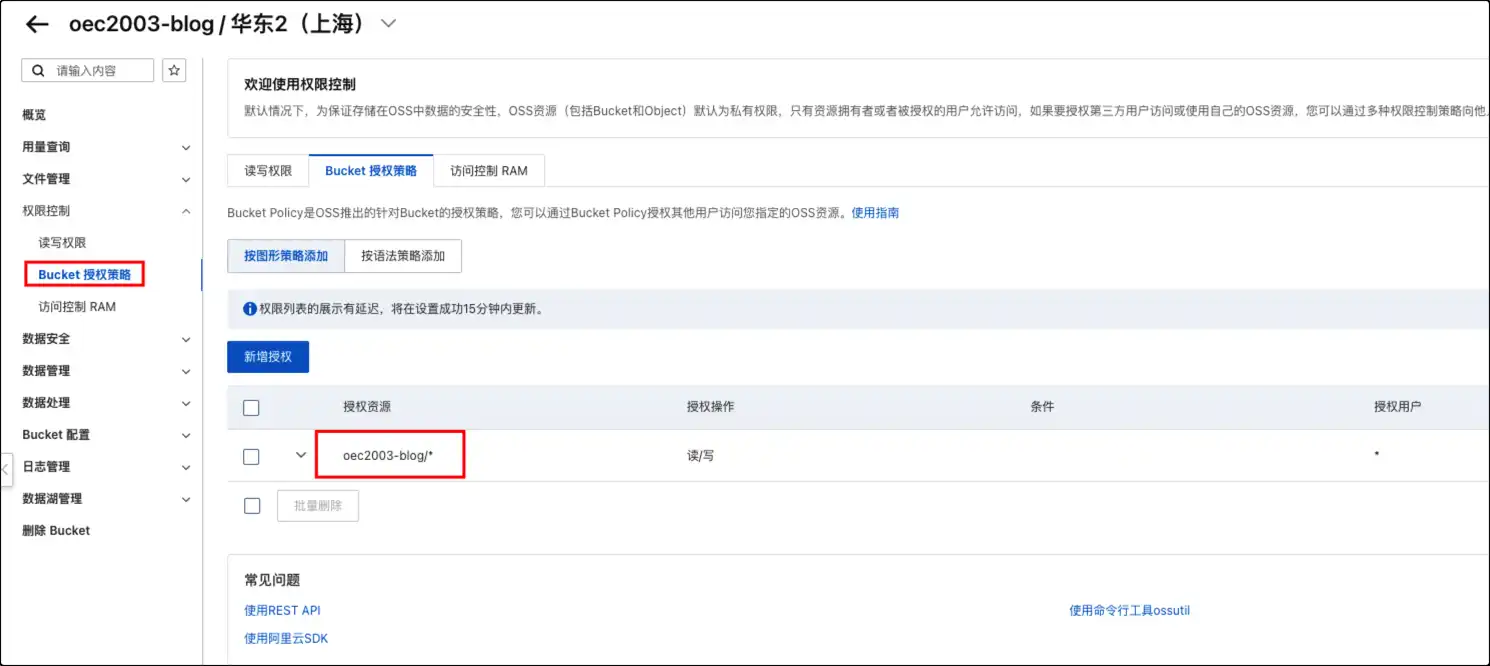 oec2003-blog / 华东2（上海）
请输入内容
概览
用量查询
文件管理
权限控制
读写权限
Bucket 授权策略
访问控制 RAM
数据安全
数据管理
数据处理
Bucket 配置
日志管理
数据湖管理
删除 Bucket
欢迎使用权限控制
默认情况下，为保证存储在OSS中数据的安全性，OSS资源（包括Bucket和Object）默认为私有权限，只有资源拥有者或者被授权的用户允许访问，如果要授权第三方用户访问或使用自己的OSS资源，您可以通过多种权限控制策略向他
读写权限 Bucket 授权策略 访问控制 RAM
Bucket Policy是OSS推出的针对Bucket的授权策略，您可以通过Bucket Policy授权其他用户访问您指定的OSS资源。使用指南
按图形策略添加 按语法策略添加
权限列表的展示有延迟，将在设置成功15分钟内更新。
新增授权
授权资源 授权操作 条件 授权用户
oec2003-blog/* 读/写 *
批量删除
常见问题
使用REST API 使用命令行工具ossutil
使用阿里云SDK